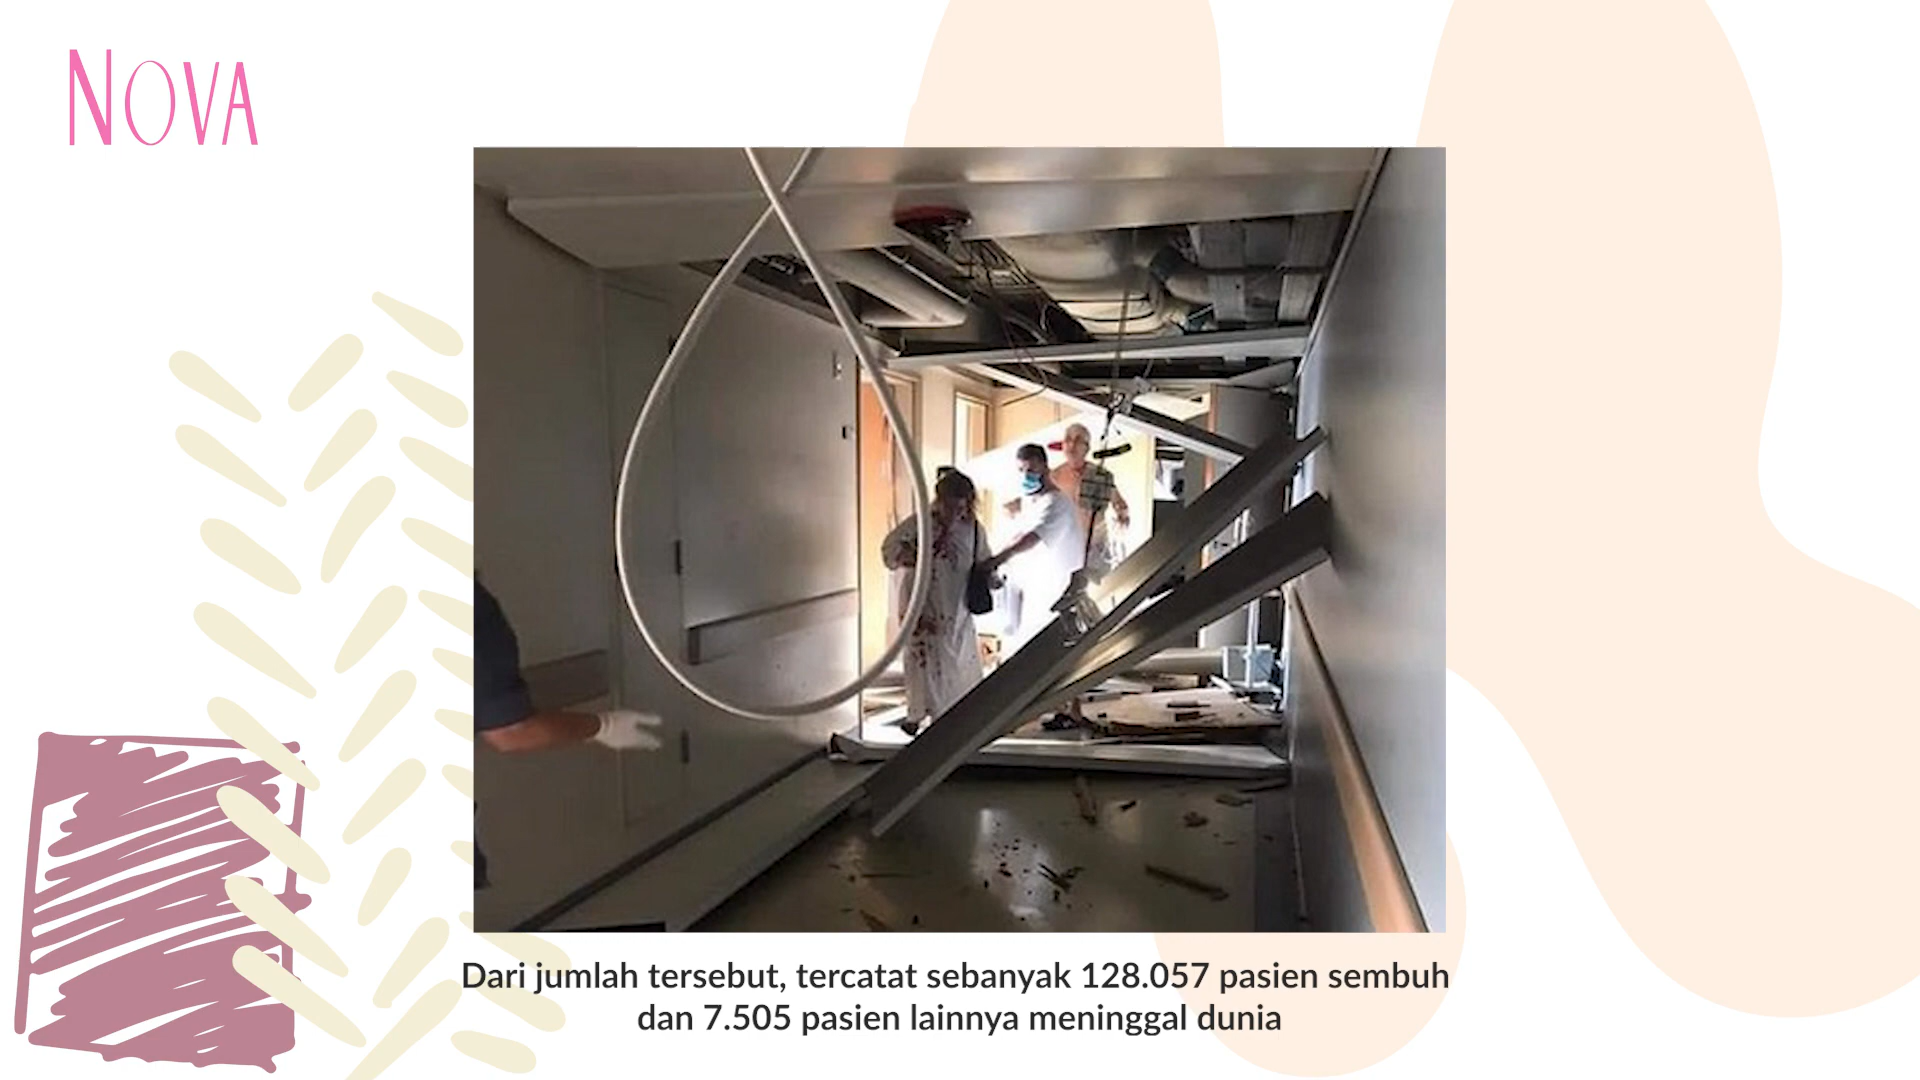 NOVA
Dari jumlah tersebut, tercatat sebanyak 128.057 pasien sembuh
dan 7.505 pasien lainnya meninggal dunia